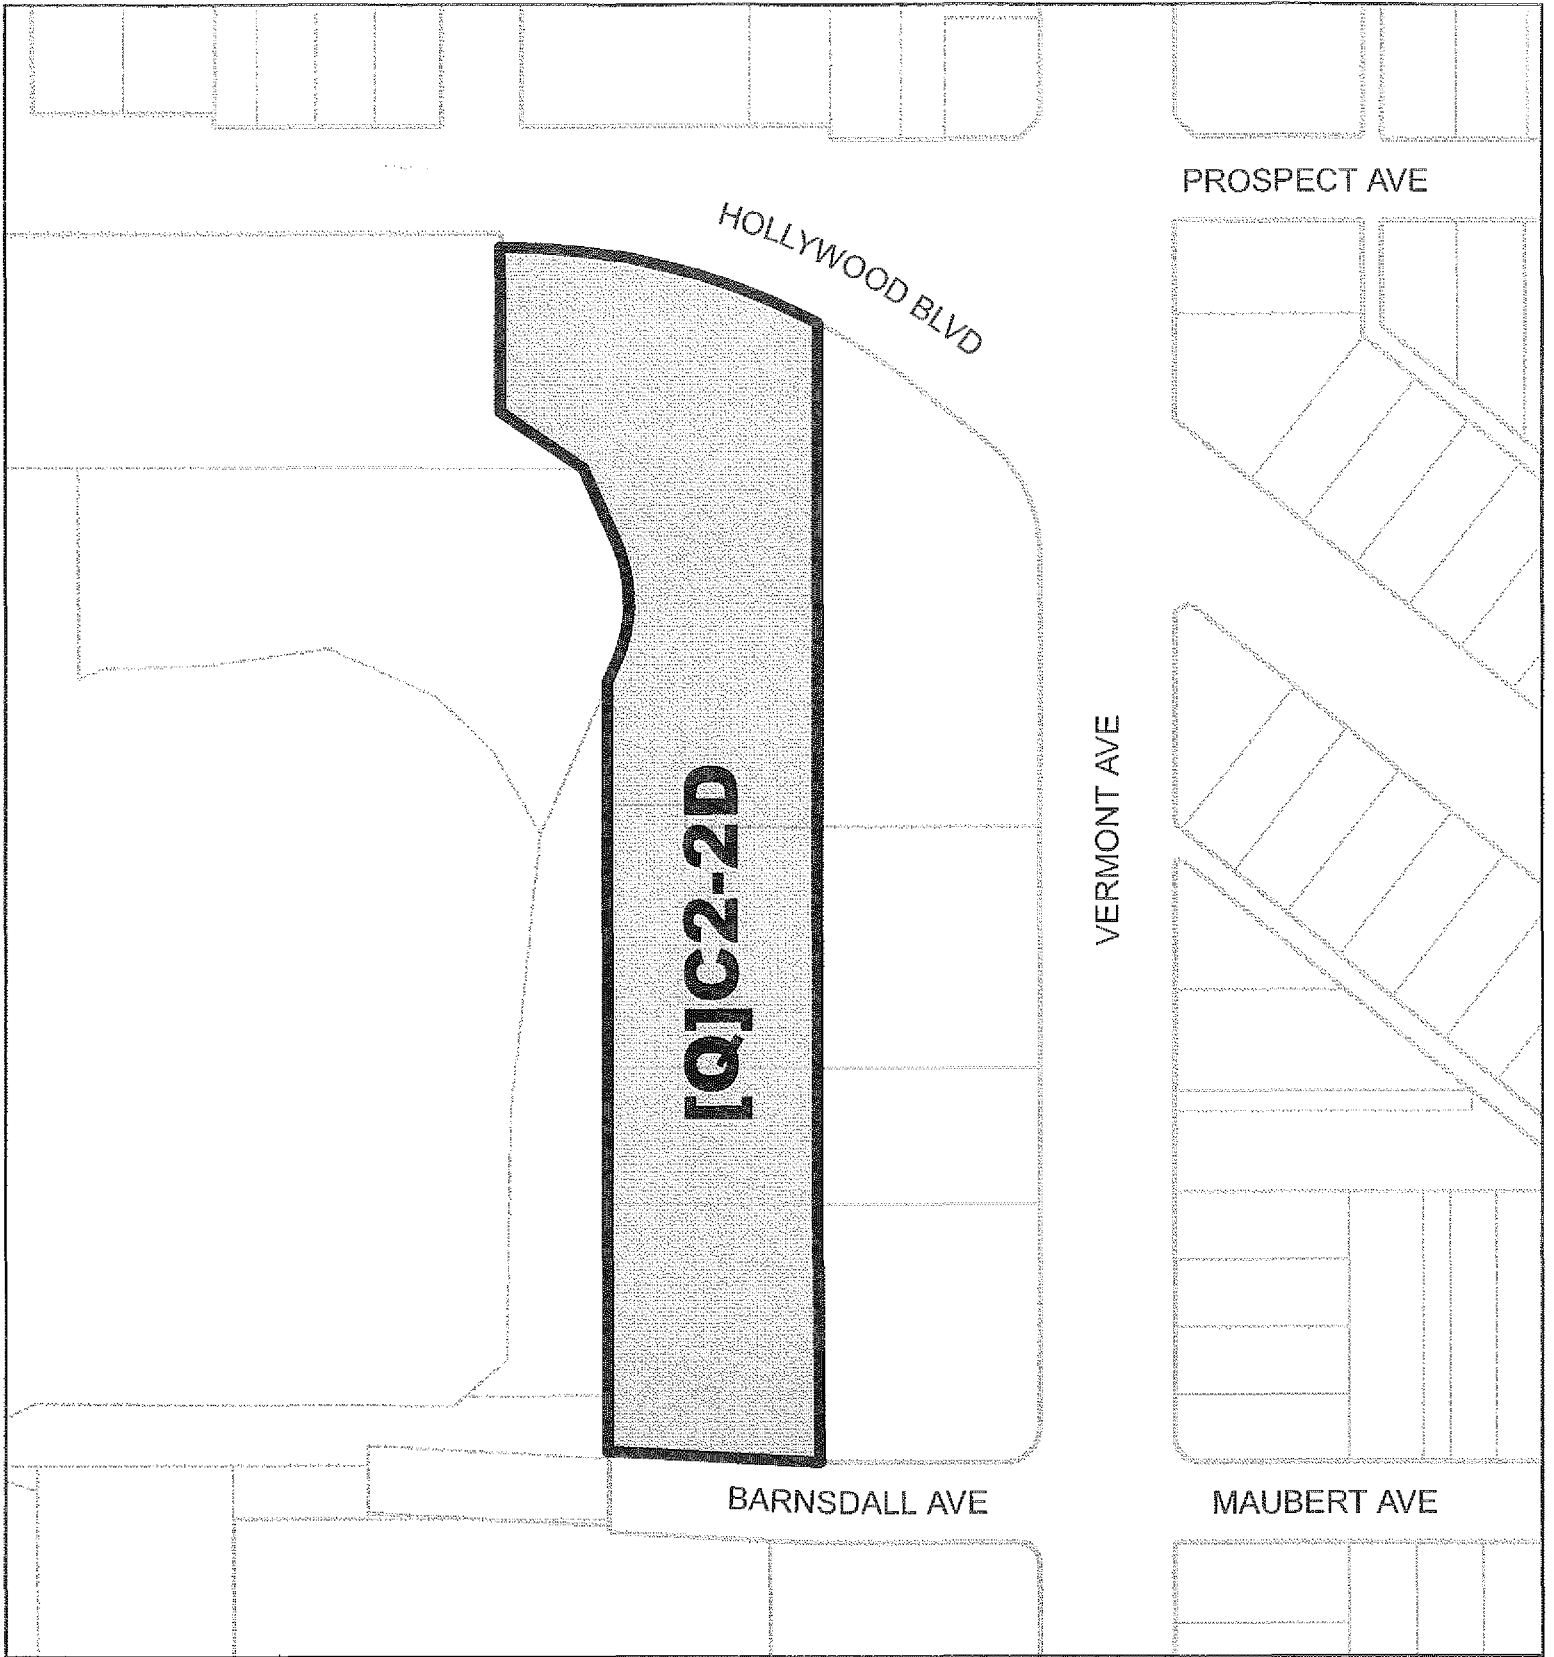 PROSPECT AVE
HOLLYWOOD BLVD
VERMONT AVE
[Q]C2-2D
BARNSDALL AVE
MAUBERT AVE